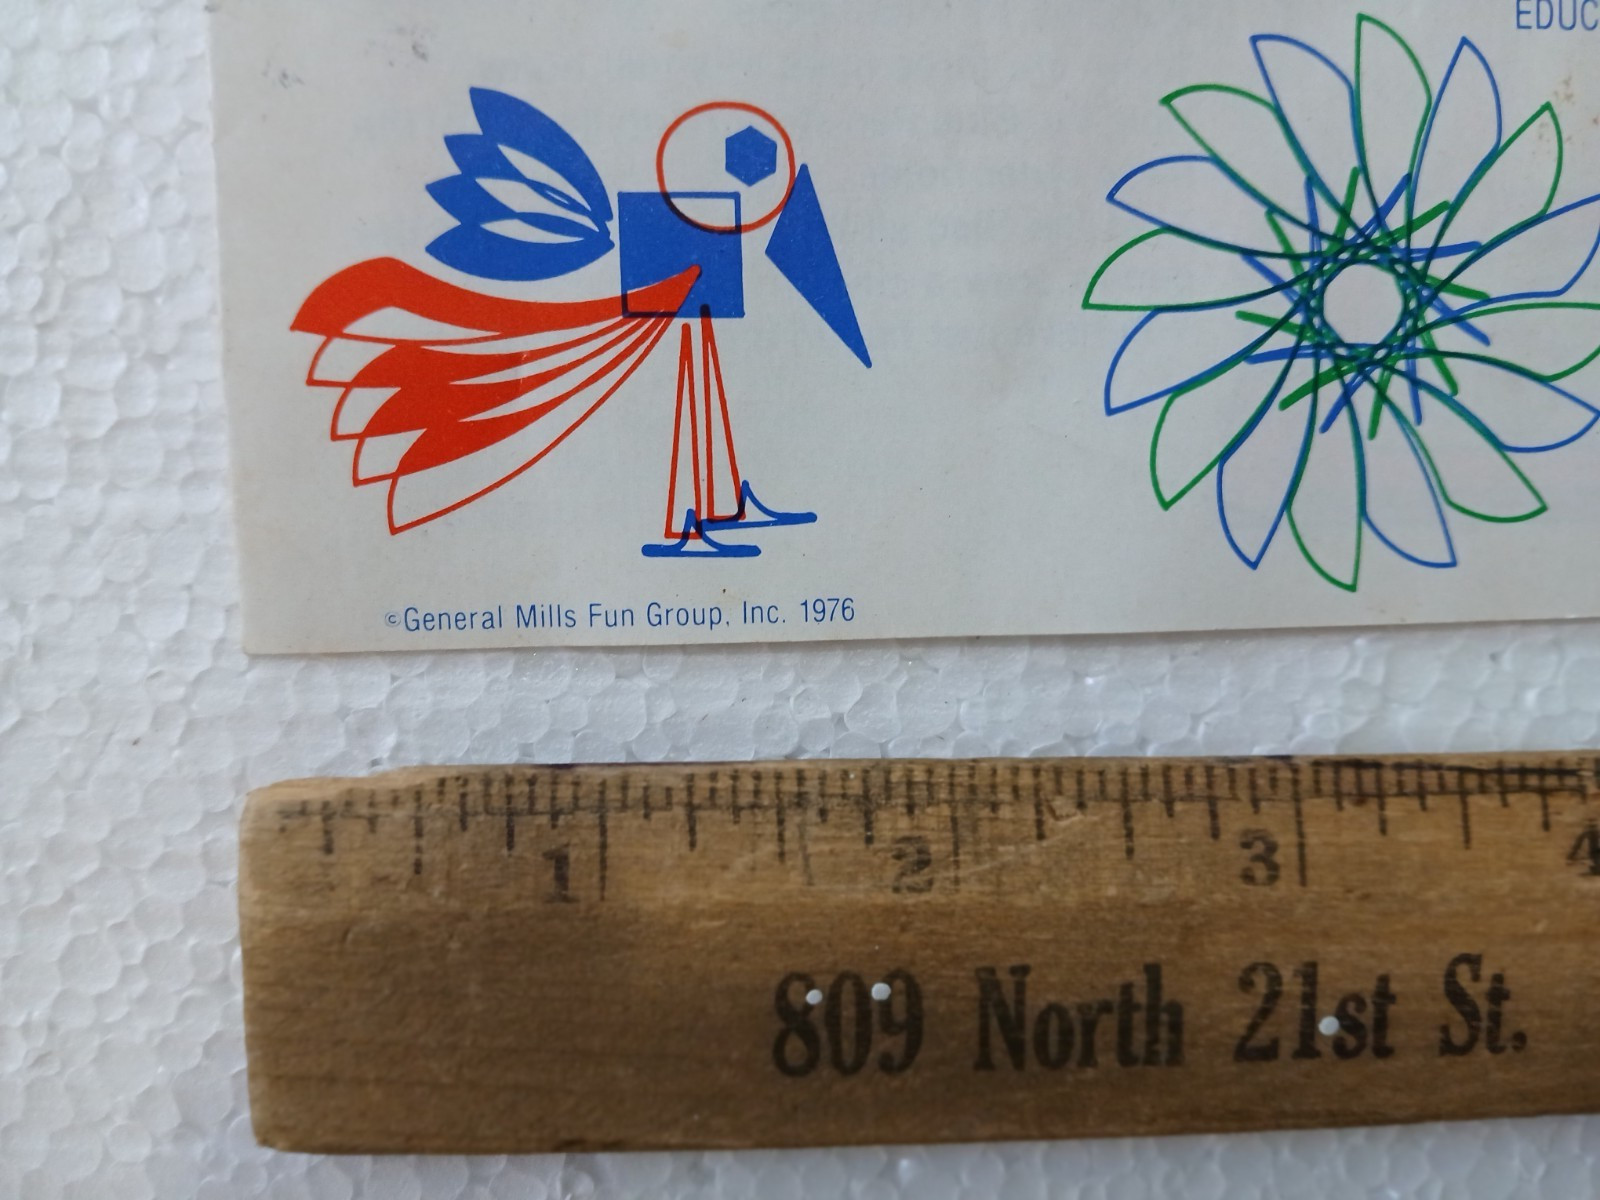 EDUC
©General Mills Fun Group, Inc. 1976
1 2 3 4
809 North 21st St.